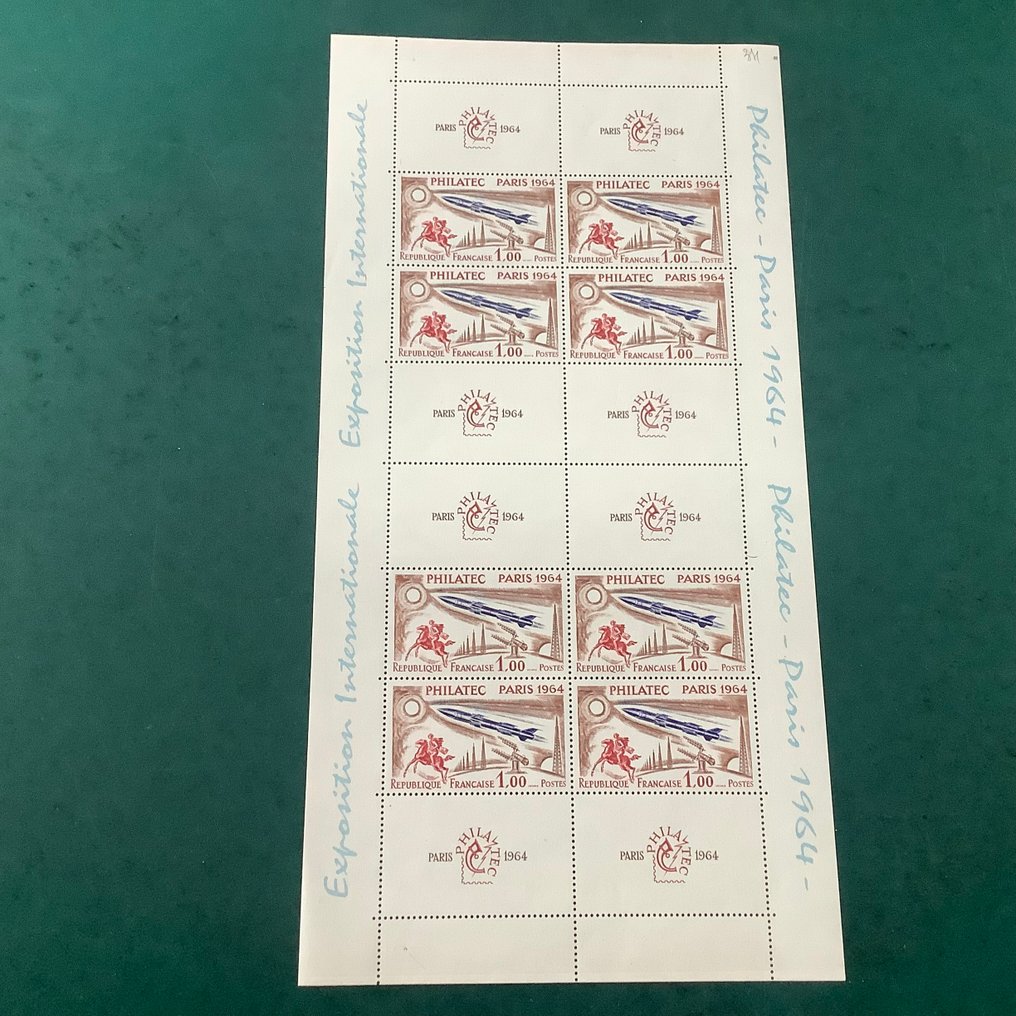 PARIS PHILATEC 1964 PARIS PHILATEC 1964
PHILATEC PARIS 1964 PHILATEC PARIS 1964
REPUBLIQUE FRANCAISE 1,00 POSTES REPUBLIQUE FRANCAISE 1,00 POSTES
PHILATEC PARIS 1964 PHILATEC PARIS 1964
REPUBLIQUE FRANCAISE 1,00 POSTES REPUBLIQUE FRANCAISE 1,00 POSTES
PARIS PHILATEC 1964 PARIS PHILATEC 1964
PARIS PHILATEC 1964 PARIS PHILATEC 1964
PHILATEC PARIS 1964 PHILATEC PARIS 1964
REPUBLIQUE FRANCAISE 1,00 POSTES REPUBLIQUE FRANCAISE 1,00 POSTES
PHILATEC PARIS 1964 PHILATEC PARIS 1964
REPUBLIQUE FRANCAISE 1,00 POSTES REPUBLIQUE FRANCAISE 1,00 POSTES
PARIS PHILATEC 1964 PARIS PHILATEC 1964
Exposition Internationale Exposition Internationale
Philatec - Paris 1964 - Philatec - Paris 1964 -